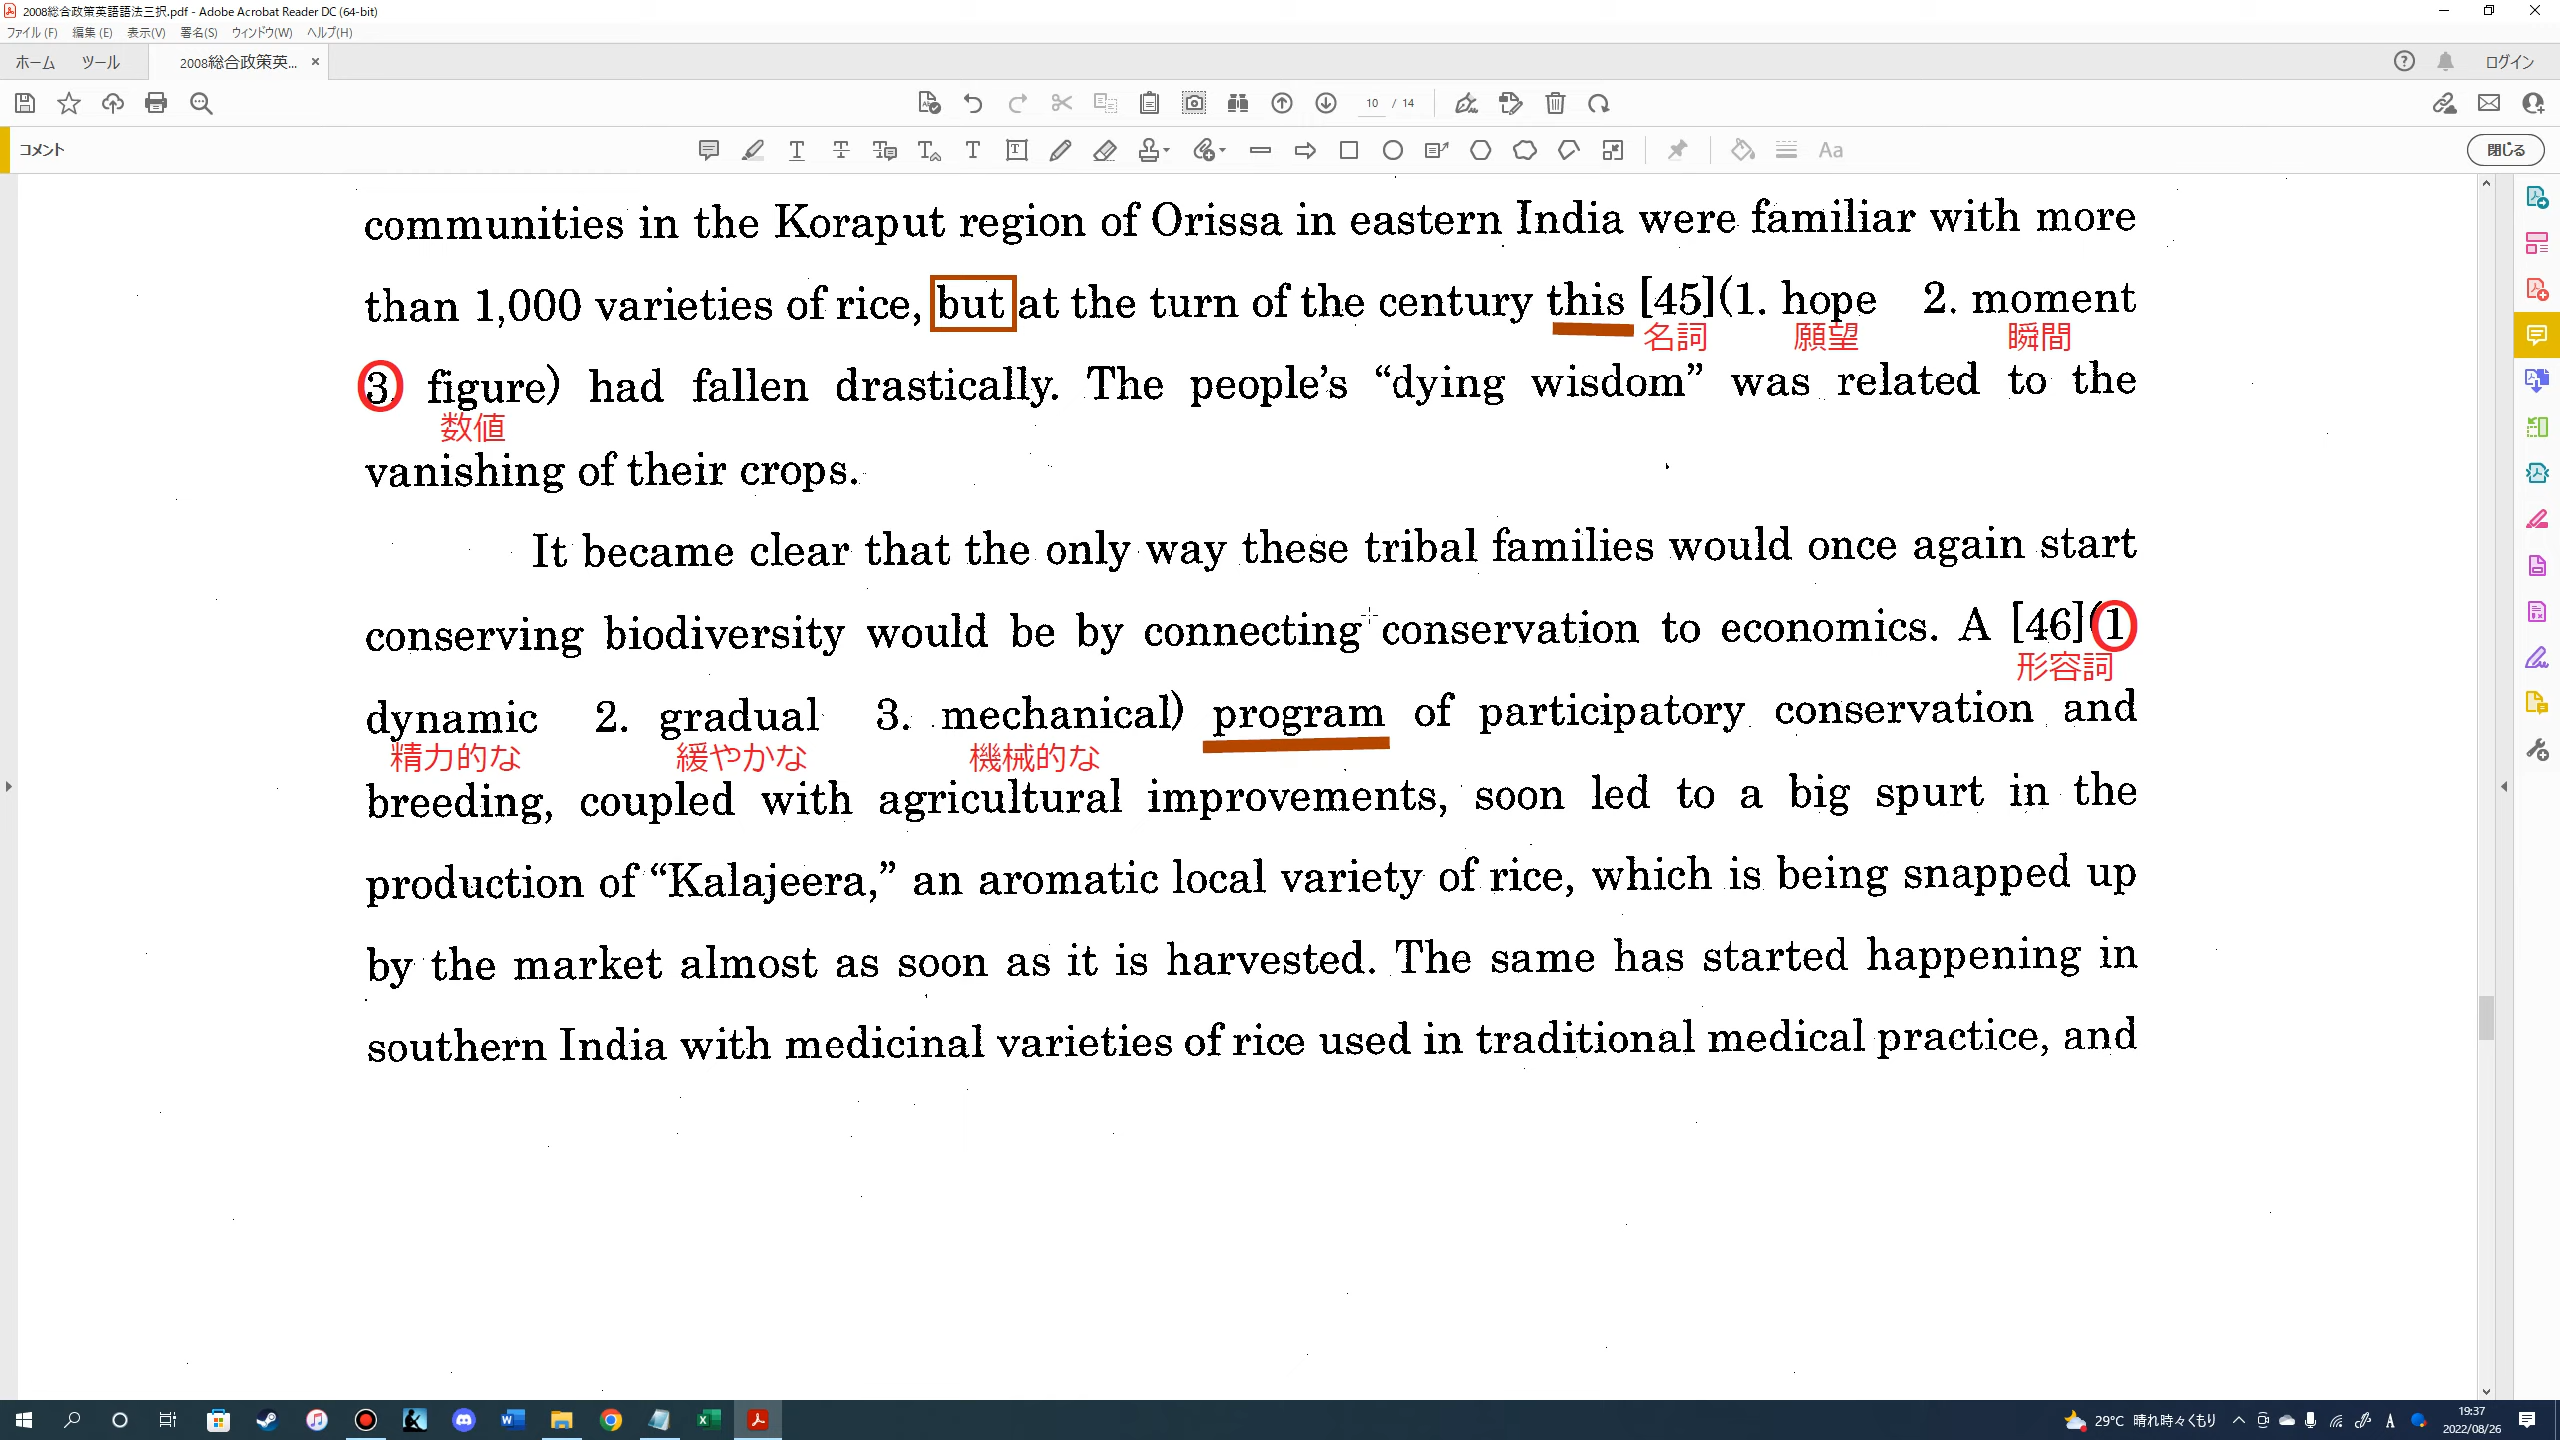 2008総合政策英語語法三択.pdf - Adobe Acrobat Reader DC (64-bit)
ファイル(F) 編集(E) 表示(V) 署名(S) ウィンドウ(W) ヘルプ(H)
ホーム ツール 2008総合政策英... × ログイン
10 / 14
コメント Aa 閉じる
communities in the Koraput region of Orissa in eastern India were familiar with more
than 1,000 varieties of rice, but at the turn of the century this [45](1. hope 2. moment
名詞 願望 瞬間
3 figure) had fallen drastically. The people's “dying wisdom” was related to the
数値
vanishing of their crops.
It became clear that the only way these tribal families would once again start
conserving biodiversity would be by connecting conservation to economics. A [46](1
形容詞
dynamic 2. gradual 3. mechanical) program of participatory conservation and
精力的な 緩やかな 機械的な
breeding, coupled with agricultural improvements, soon led to a big spurt in the
production of “Kalajeera,” an aromatic local variety of rice, which is being snapped up
by the market almost as soon as it is harvested. The same has started happening in
southern India with medicinal varieties of rice used in traditional medical practice, and
29°C 晴れ時々くもり A 19:37
2022/08/26